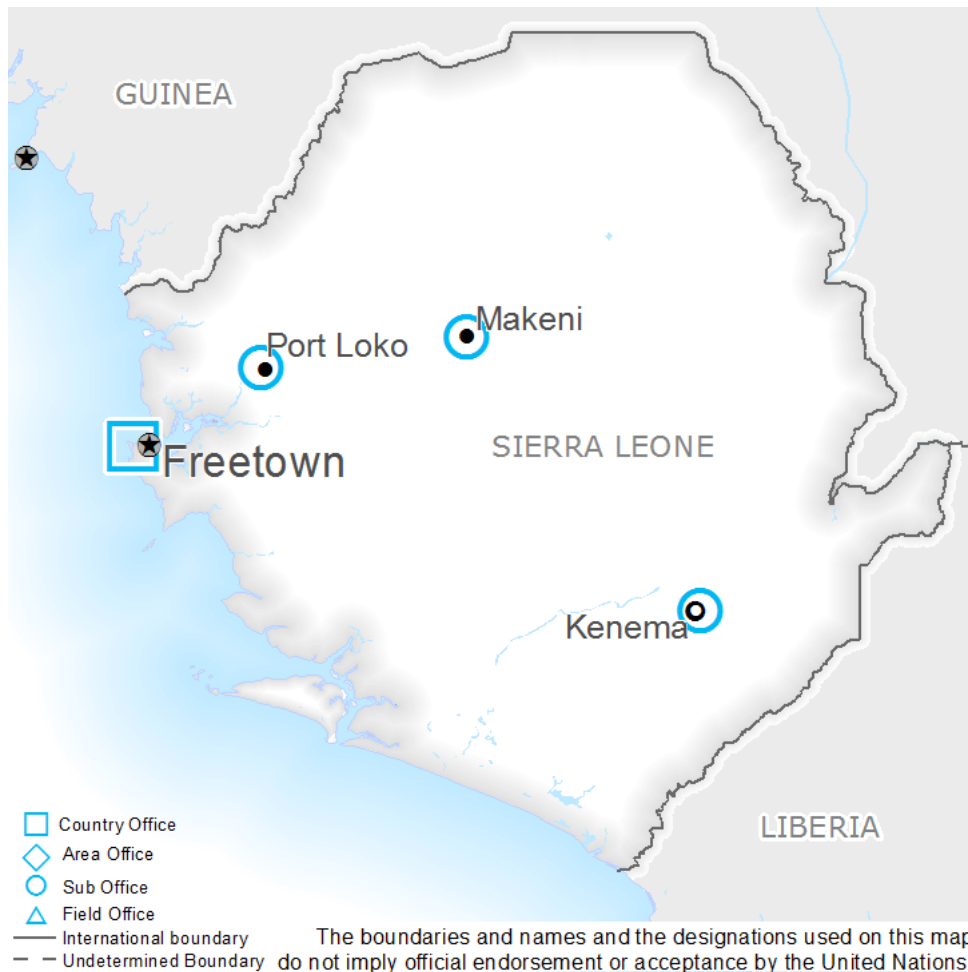 GUINEA
Makeni
Port Loko
SIERRA LEONE
Freetown
Kenema
LIBERIA
Country Office
Area Office
Sub Office
Field Office
International boundary
Undetermined Boundary
The boundaries and names and the designations used on this map
do not imply official endorsement or acceptance by the United Nations